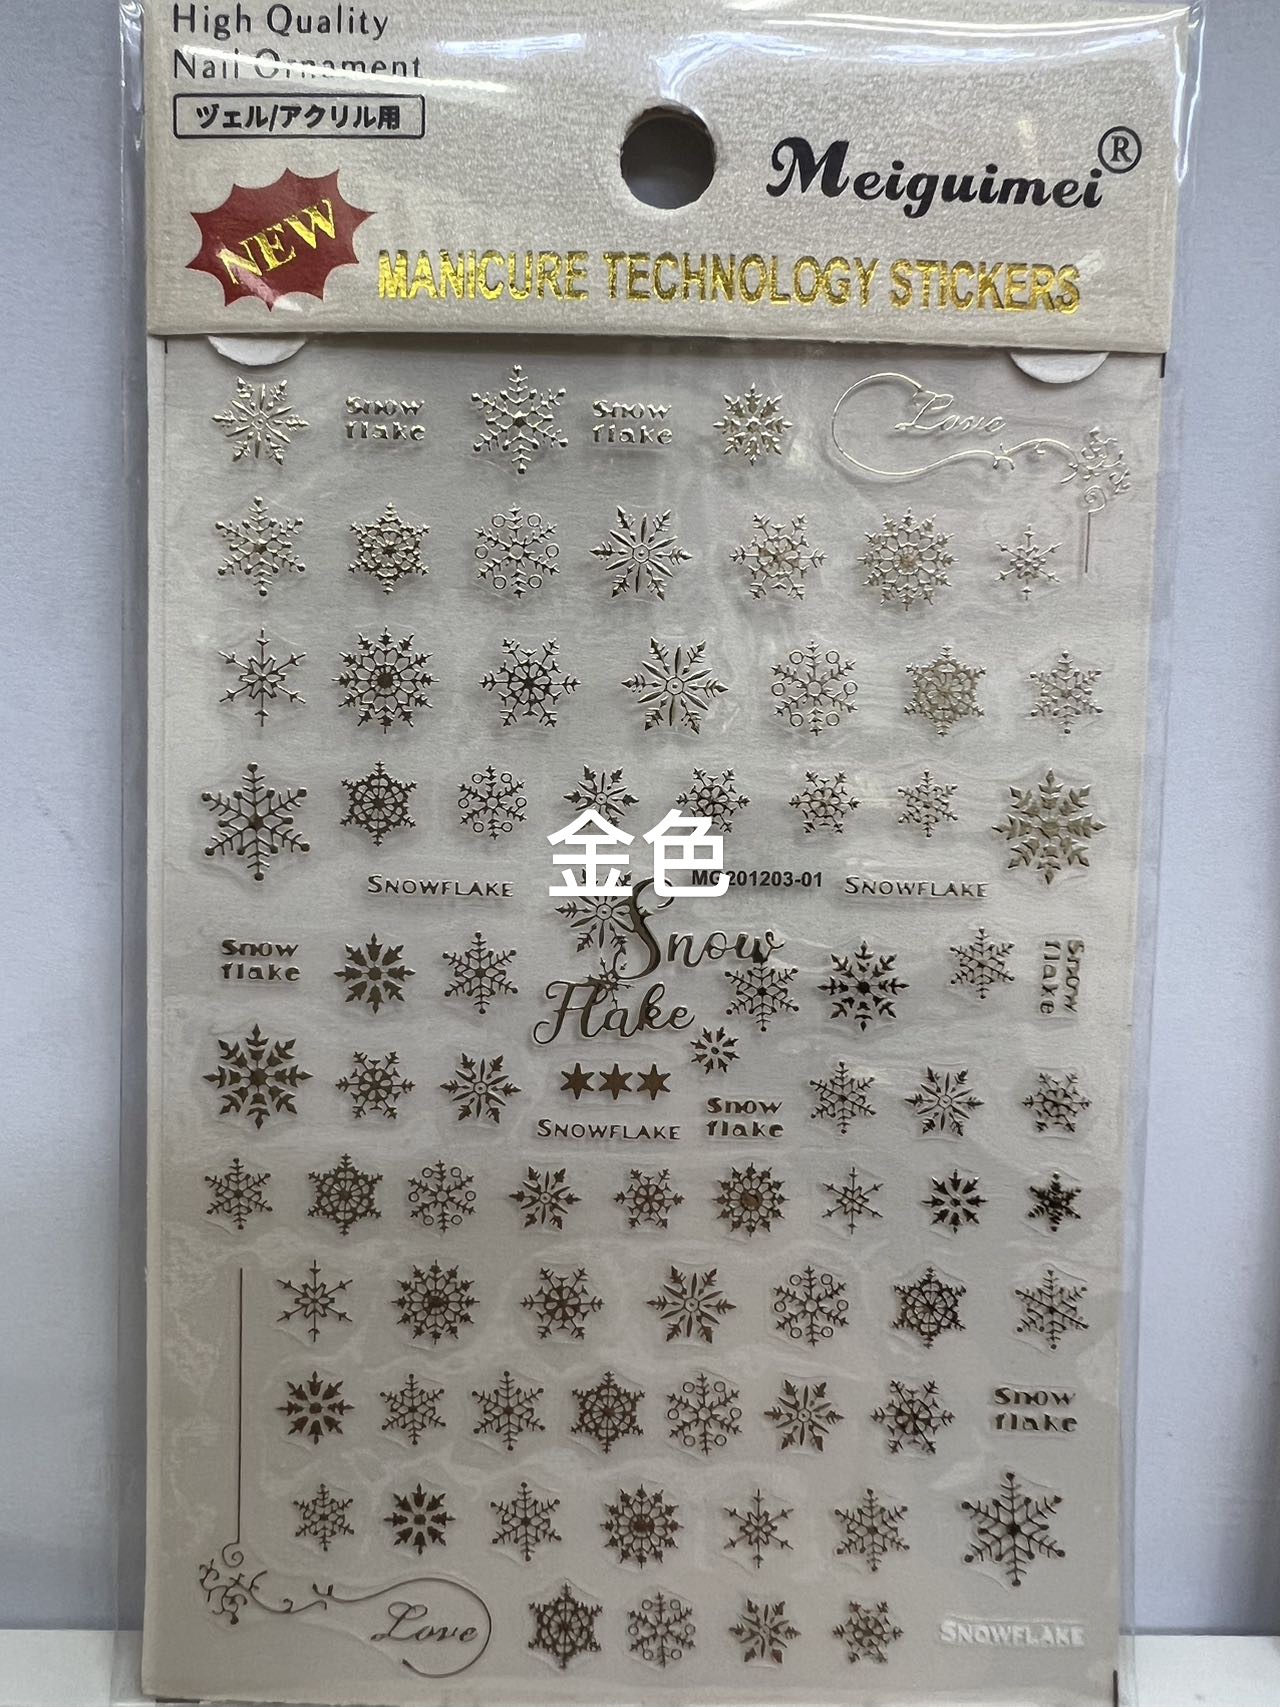 High Quality
Nail Ornament
ヅェル/アクリル用
Meiguimei®
NEW
MANICURE TECHNOLOGY STICKERS
Snow
flake
Snow
flake
Love
金色
MG201203-01
SNOWFLAKE
SNOWFLAKE
Snow
flake
Snow
Flake
Snow
flake
SNOWFLAKE
Snow
flake
Snow
flake
Love
SNOWFLAKE